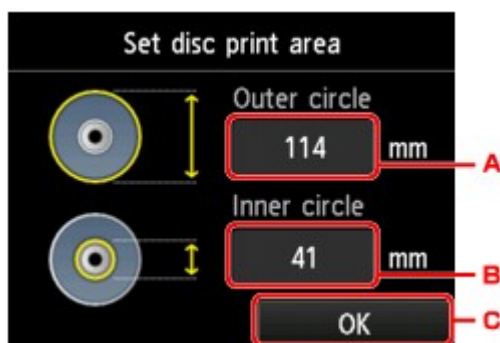 Set disc print area
Outer circle
114 mm
A
Inner circle
41 mm
B
OK
C